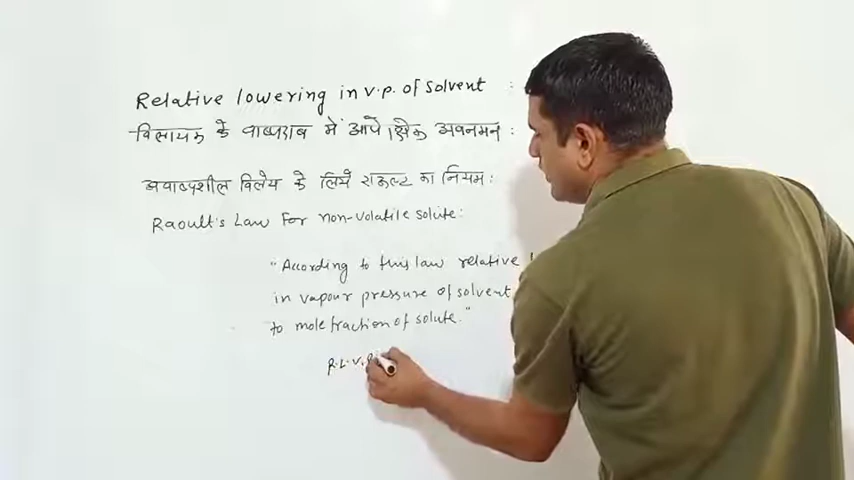 Relative lowering in v.p. of solvent :
विलायक के वाष्पदाब में आपेक्षिक अवनमन :
अवाष्पशील विलेय के लिये राऊल्ट का नियम :
Raoult's Law For non-volatile solute :
"According to this law relative
in vapour pressure of solvent
to mole fraction of solute."
R.L.V.P